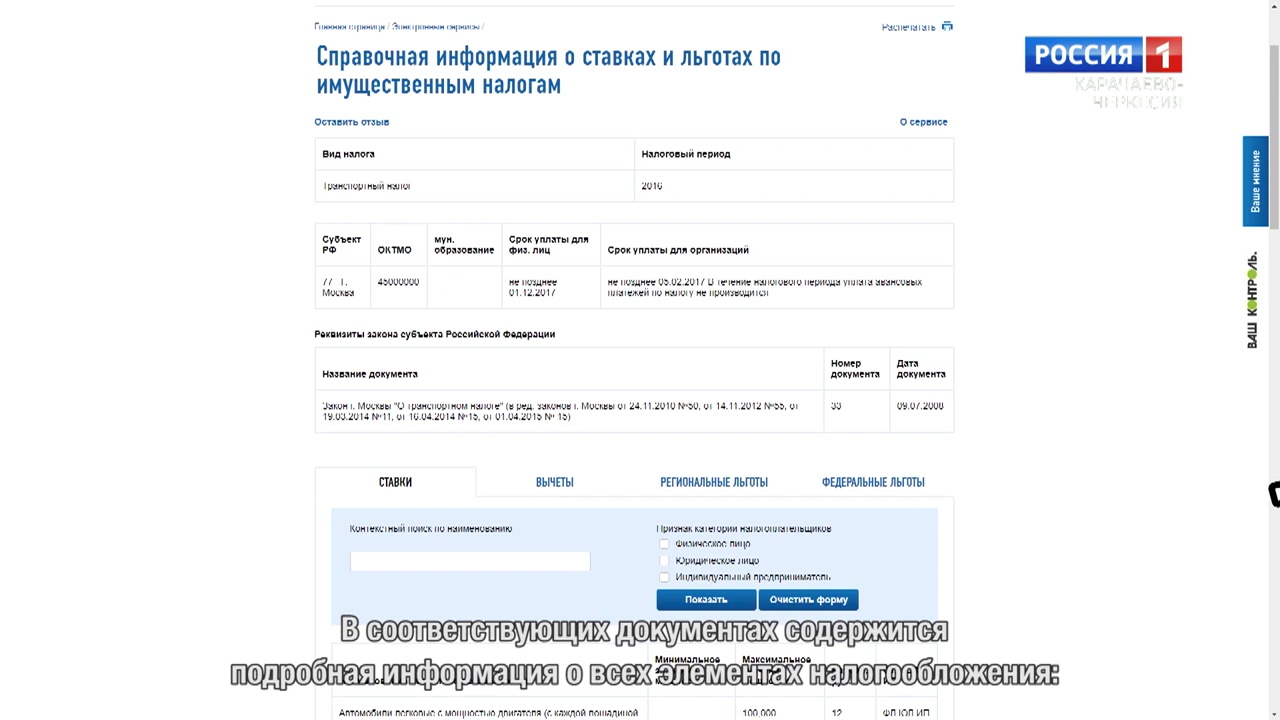 Главная страница / Электронные сервисы /
Распечатать
Справочная информация о ставках и льготах по
имущественным налогам
РОССИЯ 1
КАРАЧАЕВО-
ЧЕРКЕСИЯ
Оставить отзыв
О сервисе
Вид налога
Налоговый период
Транспортный налог
2016
Ваше мнение
ВАШ КОНТРОЛЬ.
Субъект
РФ
ОКТМО
мун.
образование
Срок уплаты для
физ. лиц
Срок уплаты для организаций
77 Г.
Москва
45000000
не позднее
01.12.2017
не позднее 05.02.2017 В течение налогового периода уплата авансовых
платежей по налогу не производится
Реквизиты закона субъекта Российской Федерации
Название документа
Номер
документа
Дата
документа
Закон г. Москвы "О транспортном налоге" (в ред. законов г. Москвы от 24.11.2010 №50, от 14.11.2012 №55, от
19.03.2014 №11, от 16.04.2014 №15, от 01.04.2015 № 15)
33
09.07.2008
СТАВКИ
ВЫЧЕТЫ
РЕГИОНАЛЬНЫЕ ЛЬГОТЫ
ФЕДЕРАЛЬНЫЕ ЛЬГОТЫ
Контекстный поиск по наименованию
Признак категории налогоплательщиков
Физическое лицо
Юридическое лицо
Индивидуальный предприниматель
Показать
Очистить форму
В соответствующих документах содержится
Минимальное
Максимальное
подробная информация о всех элементах налогообложения:
Автомобили легковые с мощностью двигателя (с каждой лошадиной
100,000
12
ФЛ ЮЛ ИП